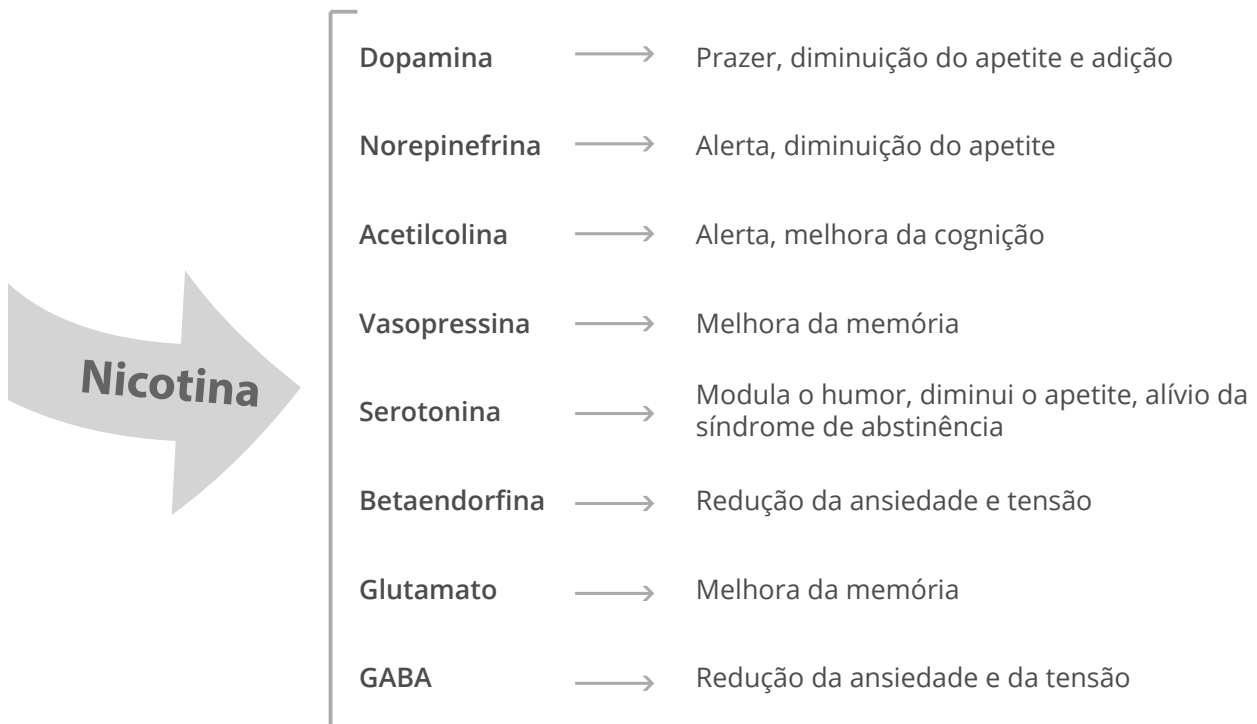 Dopamina → Prazer, diminuição do apetite e adição
Norepinefrina → Alerta, diminuição do apetite
Acetilcolina → Alerta, melhora da cognição
Vasopressina → Melhora da memória
Nicotina
Serotonina → Modula o humor, diminui o apetite, alívio da
síndrome de abstinência
Betaendorfina → Redução da ansiedade e tensão
Glutamato → Melhora da memória
GABA → Redução da ansiedade e da tensão